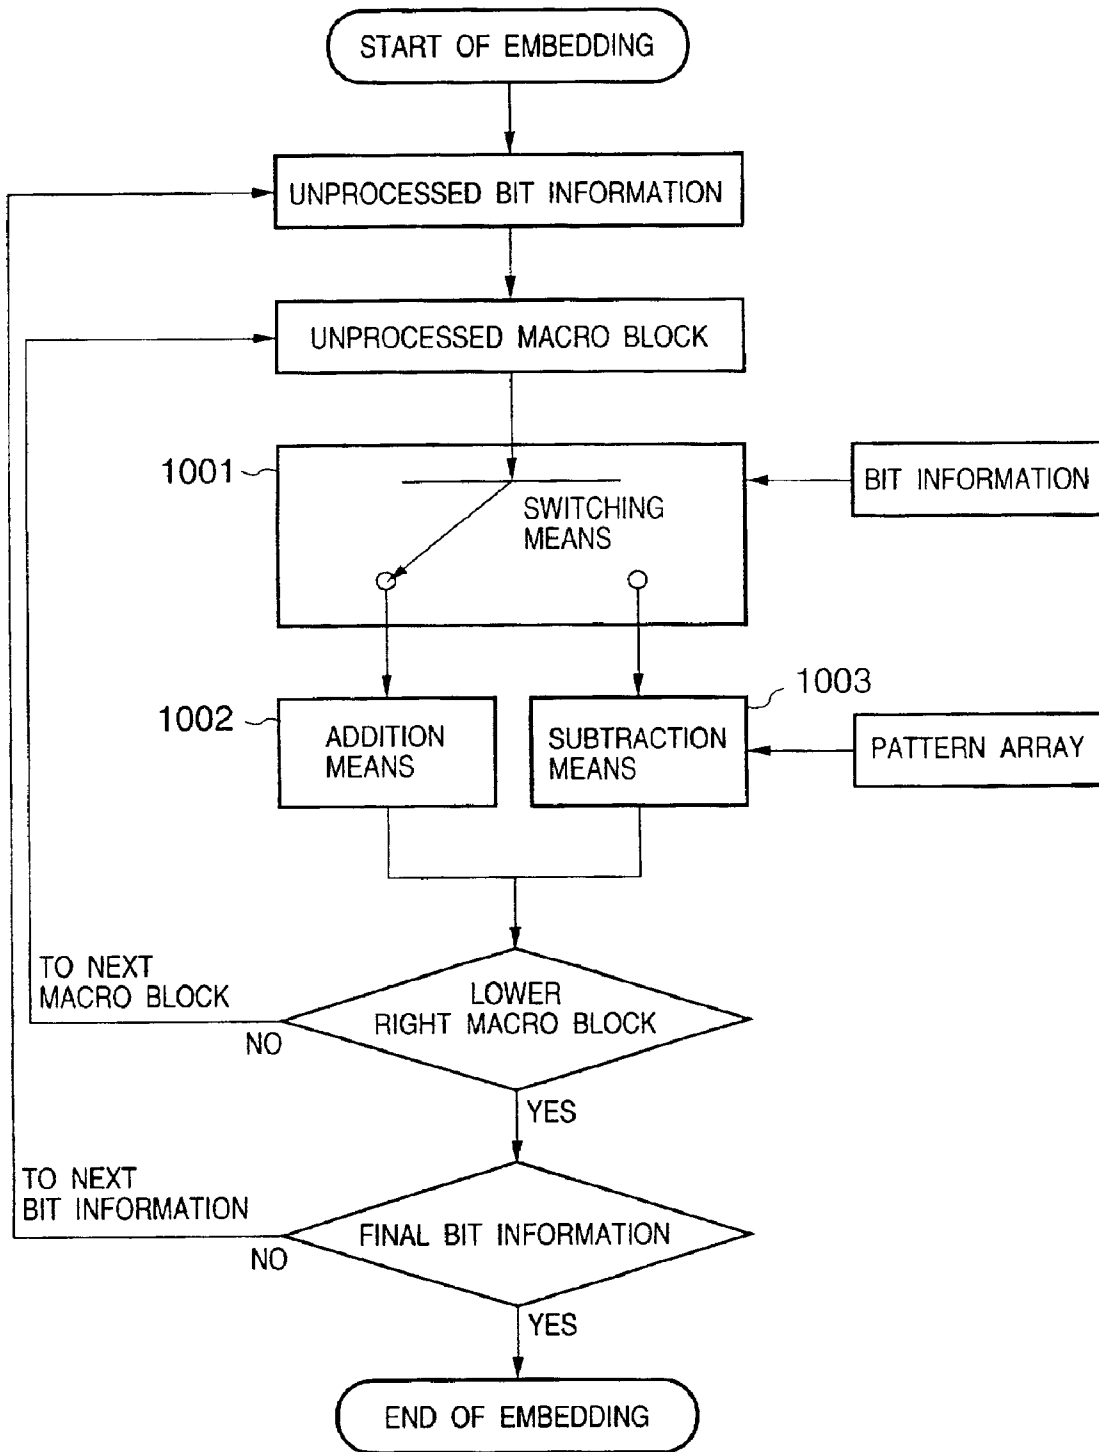 START OF EMBEDDING
UNPROCESSED BIT INFORMATION
UNPROCESSED MACRO BLOCK
1001
SWITCHING
MEANS
BIT INFORMATION
1002
ADDITION
MEANS
1003
SUBTRACTION
MEANS
PATTERN ARRAY
TO NEXT
MACRO BLOCK
NO
LOWER
RIGHT MACRO BLOCK
YES
TO NEXT
BIT INFORMATION
NO
FINAL BIT INFORMATION
YES
END OF EMBEDDING